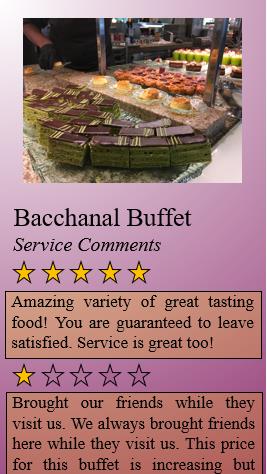 Bacchanal Buffet
Service Comments
Amazing variety of great tasting
food! You are guaranteed to leave
satisfied. Service is great too!
Brought our friends while they
visit us. We always brought friends
here while they visit us. This price
for this buffet is increasing but